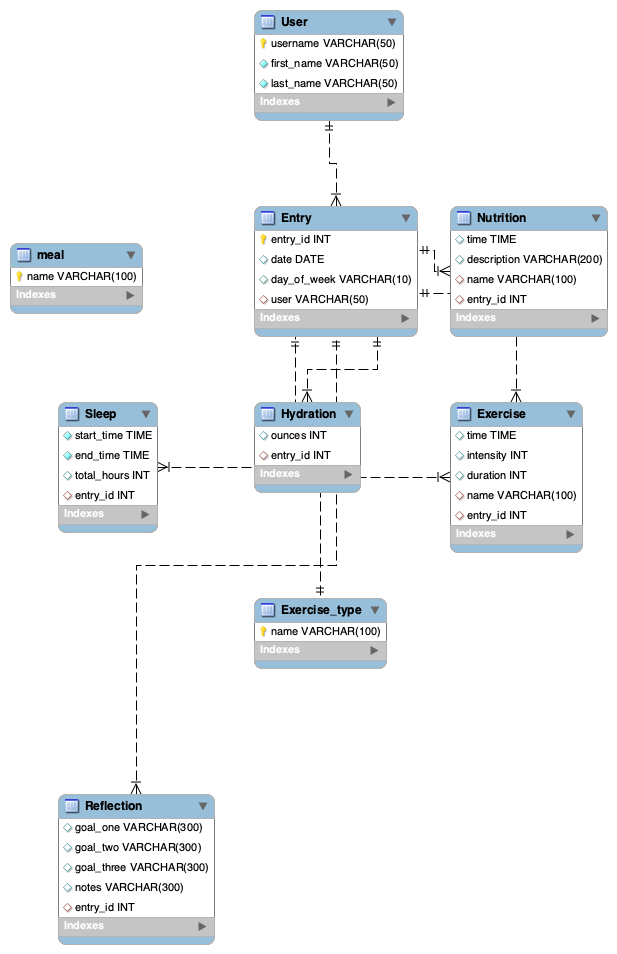 User
username VARCHAR(50)
first_name VARCHAR(50)
last_name VARCHAR(50)
Indexes
Entry
entry_id INT
date DATE
day_of_week VARCHAR(10)
user VARCHAR(50)
Indexes
Nutrition
time TIME
description VARCHAR(200)
name VARCHAR(100)
entry_id INT
Indexes
meal
name VARCHAR(100)
Indexes
Sleep
start_time TIME
end_time TIME
total_hours INT
entry_id INT
Indexes
Hydration
ounces INT
entry_id INT
Indexes
Exercise
time TIME
intensity INT
duration INT
name VARCHAR(100)
entry_id INT
Indexes
Exercise_type
name VARCHAR(100)
Indexes
Reflection
goal_one VARCHAR(300)
goal_two VARCHAR(300)
goal_three VARCHAR(300)
notes VARCHAR(300)
entry_id INT
Indexes